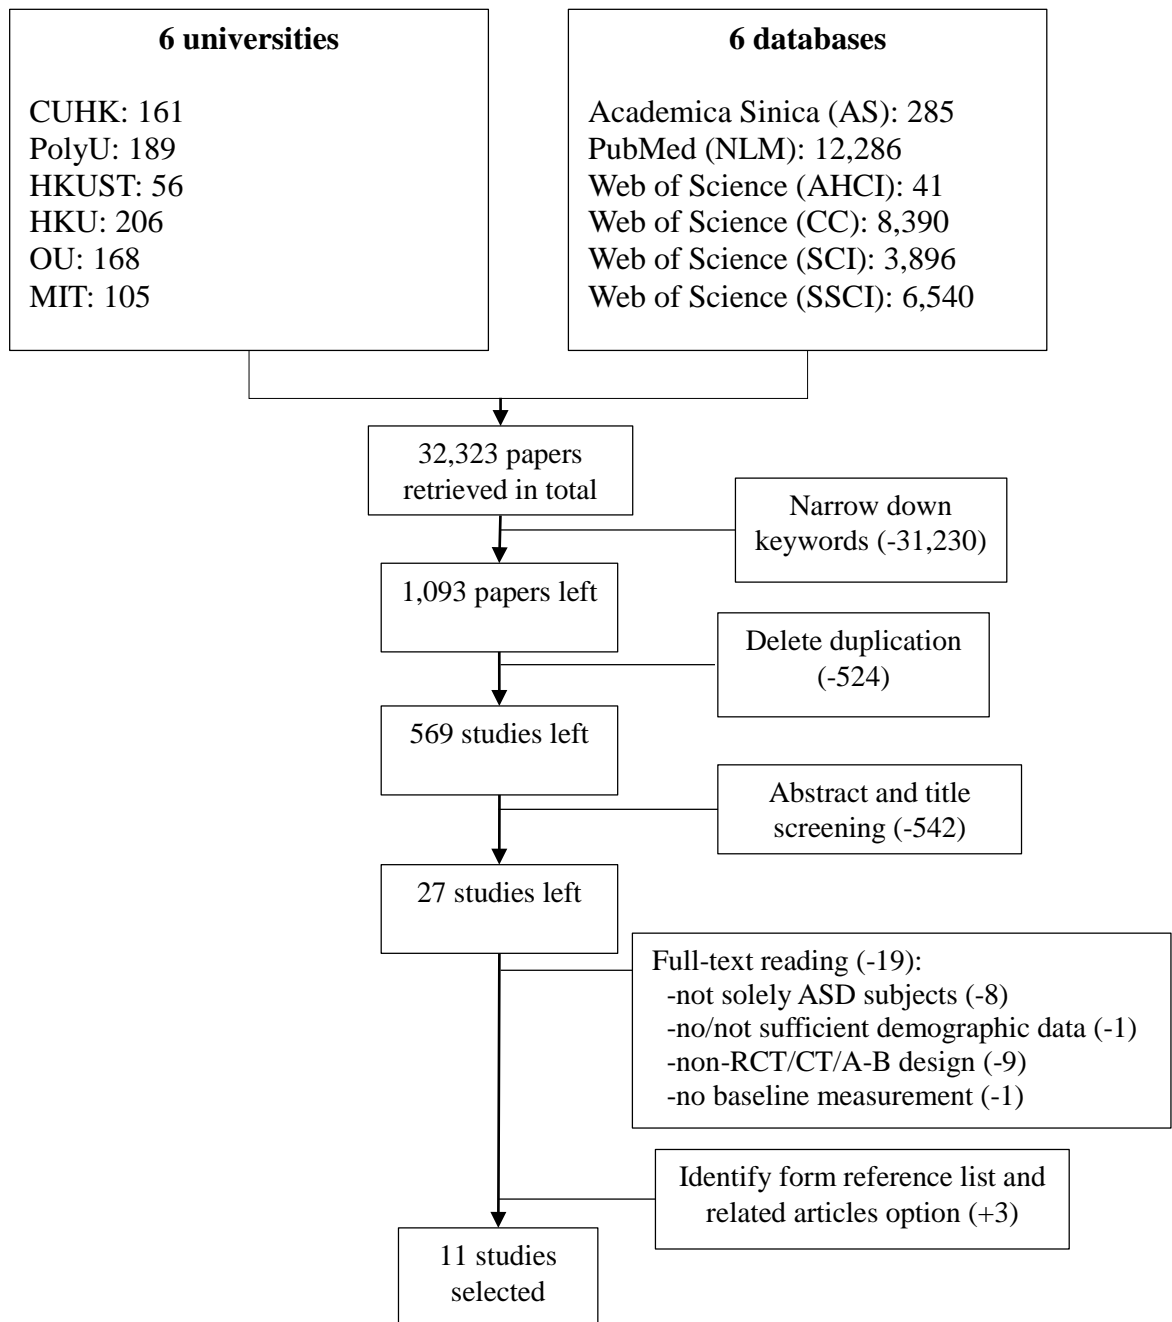 6 universities
CUHK: 161
PolyU: 189
HKUST: 56
HKU: 206
OU: 168
MIT: 105
6 databases
Academica Sinica (AS): 285
PubMed (NLM): 12,286
Web of Science (AHCI): 41
Web of Science (CC): 8,390
Web of Science (SCI): 3,896
Web of Science (SSCI): 6,540
32,323 papers
retrieved in total
Narrow down
keywords (-31,230)
1,093 papers left
Delete duplication
(-524)
569 studies left
Abstract and title
screening (-542)
27 studies left
Full-text reading (-19):
-not solely ASD subjects (-8)
-no/not sufficient demographic data (-1)
-non-RCT/CT/A-B design (-9)
-no baseline measurement (-1)
Identify form reference list and
related articles option (+3)
11 studies
selected